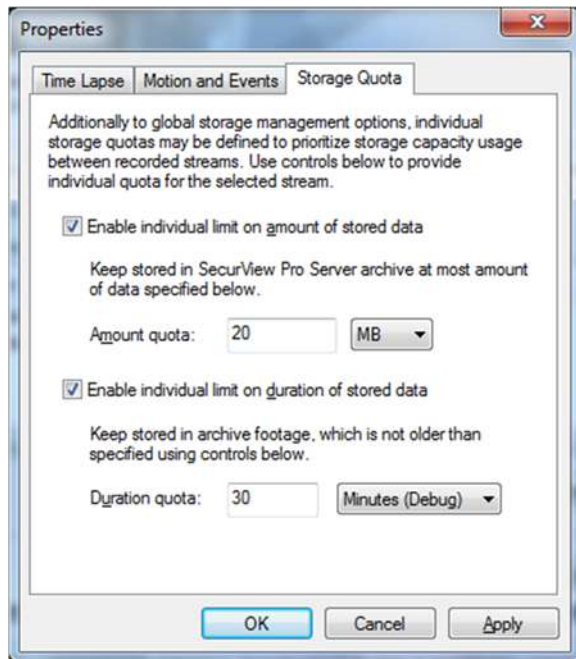 Properties
Time Lapse Motion and Events Storage Quota
Additionally to global storage management options, individual
storage quotas may be defined to prioritize storage capacity usage
between recorded streams. Use controls below to provide
individual quota for the selected stream.
Enable individual limit on amount of stored data
Keep stored in SecurView Pro Server archive at most amount
of data specified below.
Amount quota: 20 MB
Enable individual limit on duration of stored data
Keep stored in archive footage, which is not older than
specified using controls below.
Duration quota: 30 Minutes (Debug)
OK Cancel Apply